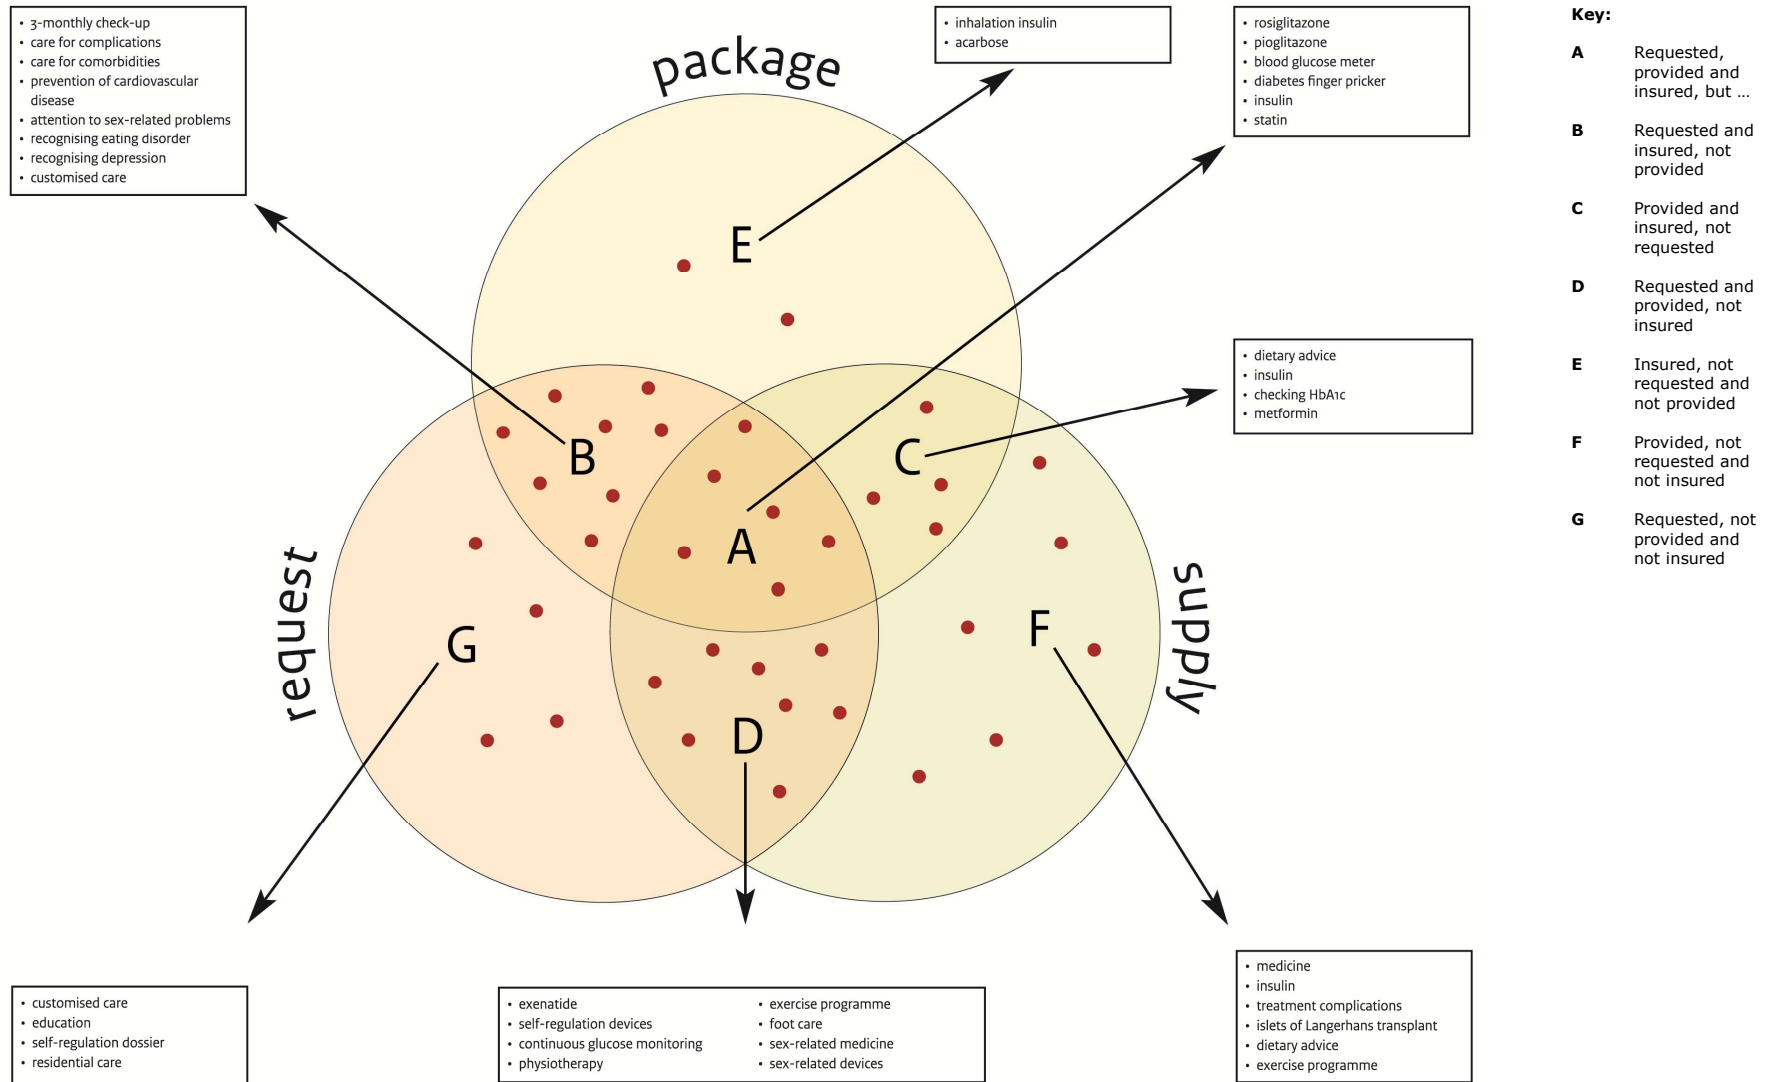 • 3-monthly check-up
• care for complications
• care for comorbidities
• prevention of cardiovascular
disease
• attention to sex-related problems
• recognising eating disorder
• recognising depression
• customised care
package
• inhalation insulin
• acarbose
• rosiglitazone
• pioglitazone
• blood glucose meter
• diabetes finger pricker
• insulin
• statin
E
B
C
A
G
F
D
• dietary advice
• insulin
• checking HbA1c
• metformin
request
supply
• customised care
• education
• self-regulation dossier
• residential care
• exenatide
• self-regulation devices
• continuous glucose monitoring
• physiotherapy
• exercise programme
• foot care
• sex-related medicine
• sex-related devices
• medicine
• insulin
• treatment complications
• islets of Langerhans transplant
• dietary advice
• exercise programme
Key:
A Requested,
provided and
insured, but ...
B Requested and
insured, not
provided
C Provided and
insured, not
requested
D Requested and
provided, not
insured
E Insured, not
requested and
not provided
F Provided, not
requested and
not insured
G Requested, not
provided and
not insured